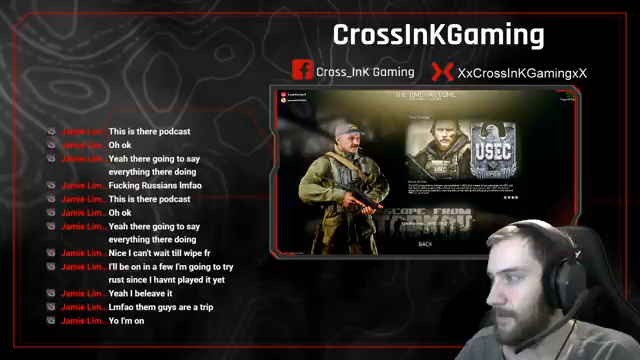 CrossInKGaming
Cross_InK Gaming
XxCrossInKGamingxX
THE TIME HAS COME
USEC
ESCAPE FROM
TARKOV
BACK
Jamie Lim... This is there podcast
Jamie Lim... Oh ok
Jamie Lim... Yeah there going to say
everything there doing
Jamie Lim... Fucking Russians lmfao
Jamie Lim... This is there podcast
Jamie Lim... Oh ok
Jamie Lim... Yeah there going to say
everything there doing
Jamie Lim... Nice I can't wait till wipe fr
Jamie Lim... I'll be on in a few I'm going to try
rust since I havnt played it yet
Jamie Lim... Yeah I beleave it
Jamie Lim... Lmfao them guys are a trip
Jamie Lim... Yo I'm on